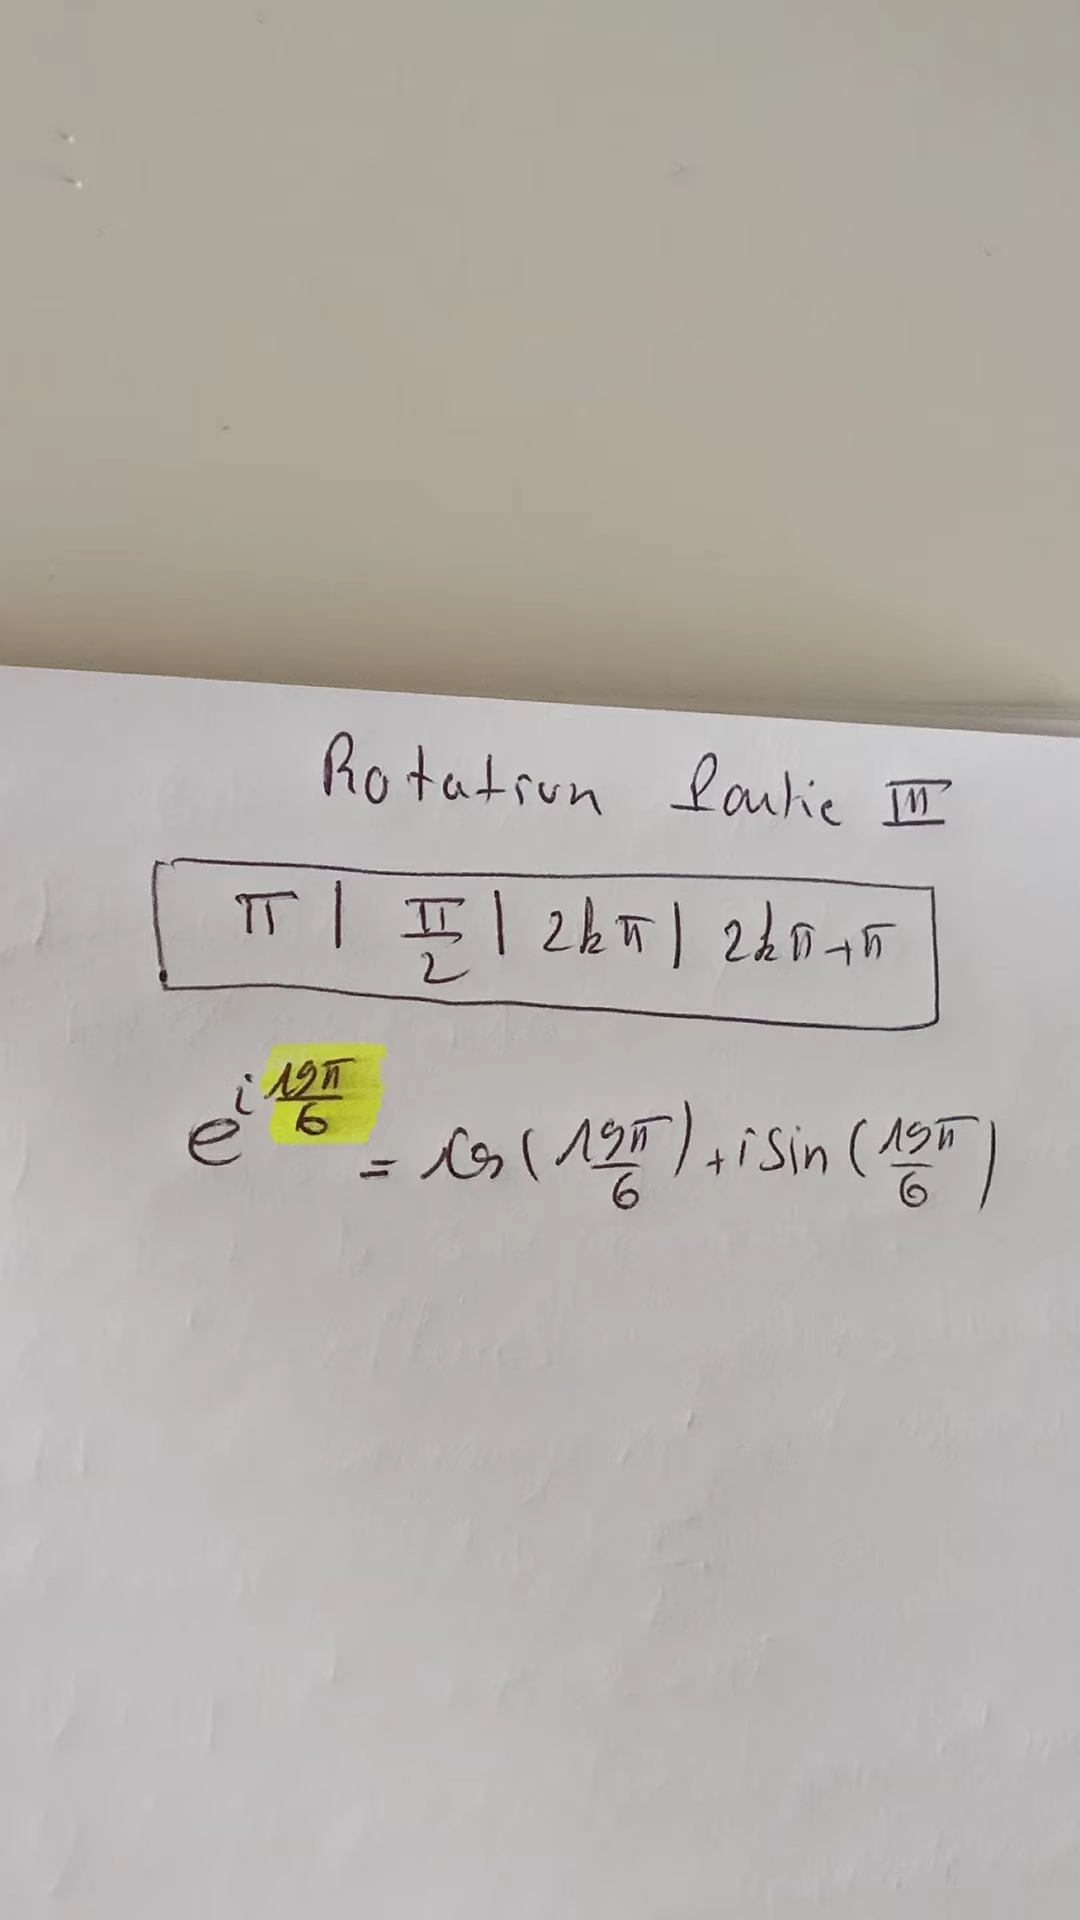 Rotation Partie III
π | π/2 | 2kπ | 2kπ+π
e^{i 19π/6} = cos(19π/6) + i sin(19π/6)